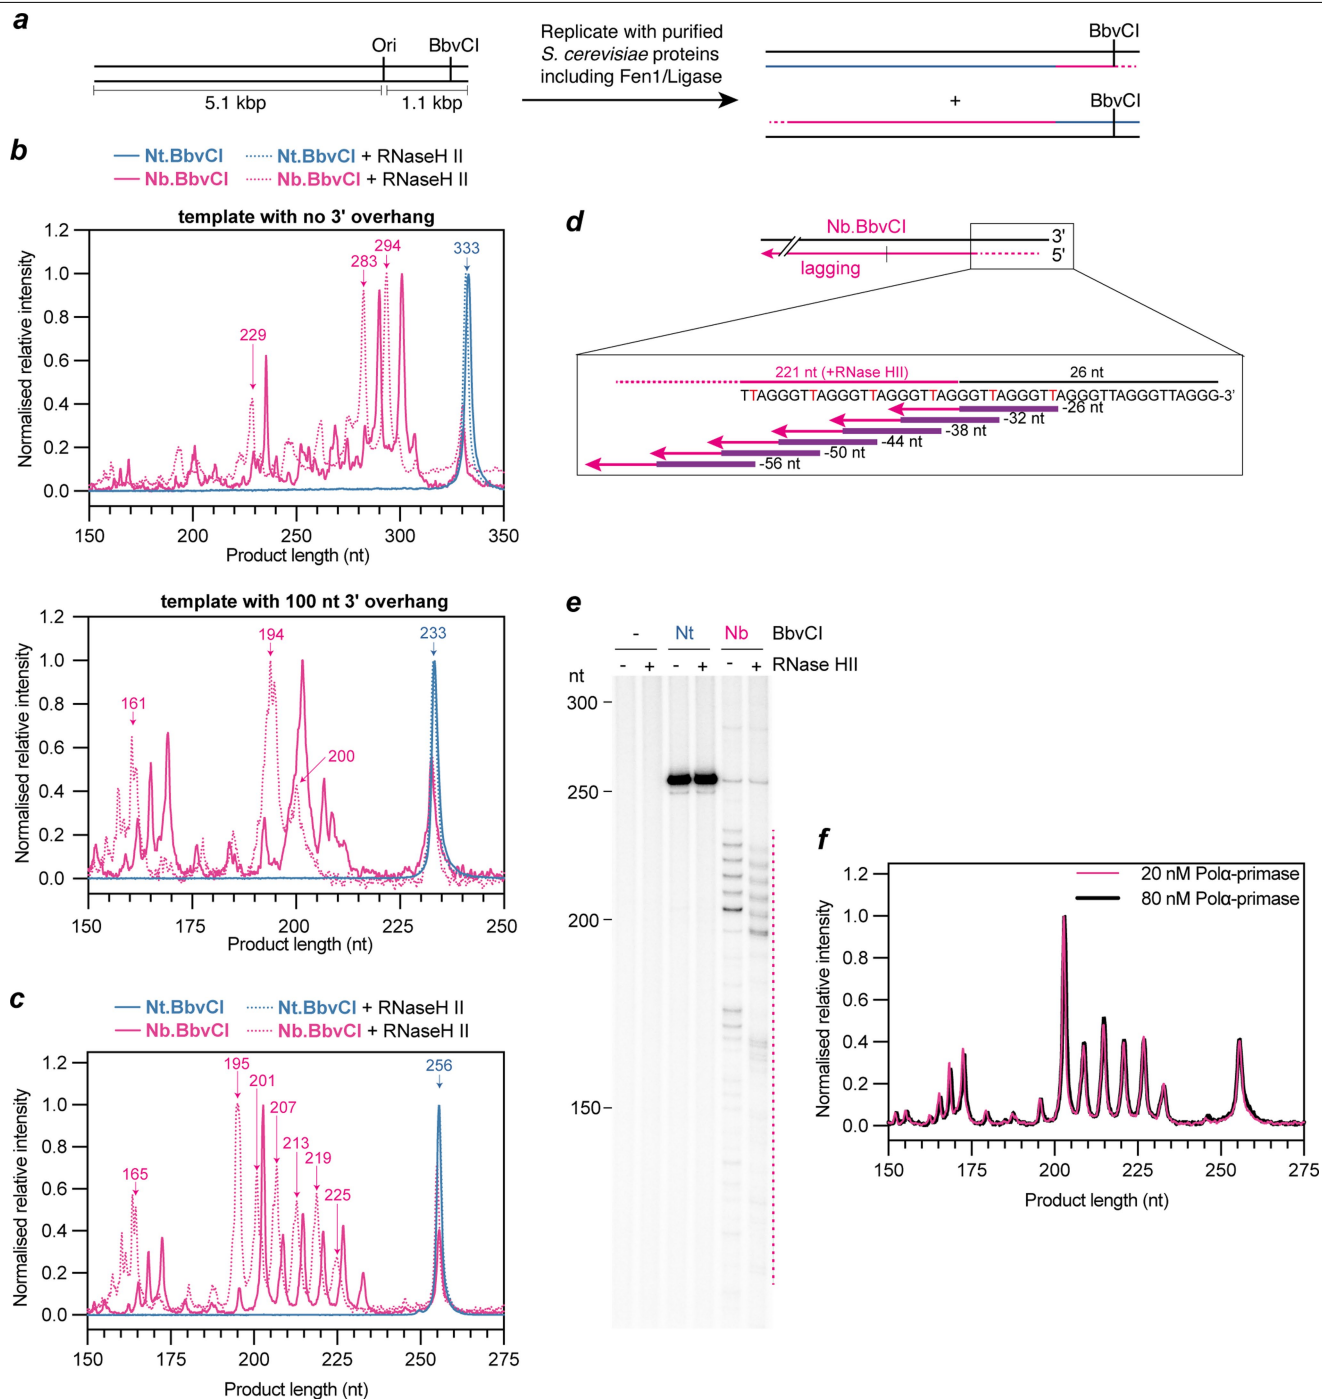 a
Ori
BbvCI
5.1 kbp
1.1 kbp
Replicate with purified
S. cerevisiae proteins
including Fen1/Ligase
BbvCI
+
BbvCI
b
Nt.BbvCI
Nt.BbvCI + RNaseH II
Nb.BbvCI
Nb.BbvCI + RNaseH II
template with no 3' overhang
Normalised relative intensity
1.2
1.0
0.8
0.6
0.4
0.2
0.0
229
283
294
333
150
200
250
300
350
Product length (nt)
template with 100 nt 3' overhang
Normalised relative intensity
1.2
1.0
0.8
0.6
0.4
0.2
0.0
161
194
200
233
150
175
200
225
250
Product length (nt)
c
Nt.BbvCI
Nt.BbvCI + RNaseH II
Nb.BbvCI
Nb.BbvCI + RNaseH II
Normalised relative intensity
1.2
1.0
0.8
0.6
0.4
0.2
0.0
165
195
201
207
213
219
225
256
150
175
200
225
250
275
Product length (nt)
d
Nb.BbvCI
3'
5'
lagging
221 nt (+RNase HII)
26 nt
TTAGGGTTAGGGTTAGGGTTAGGGTTAGGGTTAGGGTTAGGGTTAGGG-3'
-26 nt
-32 nt
-38 nt
-44 nt
-50 nt
-56 nt
e
-
Nt
Nb
BbvCI
- + - + - + RNase HII
nt
300
250
200
150
f
20 nM Polα-primase
80 nM Polα-primase
Normalised relative intensity
1.2
1.0
0.8
0.6
0.4
0.2
0.0
150
175
200
225
250
275
Product length (nt)